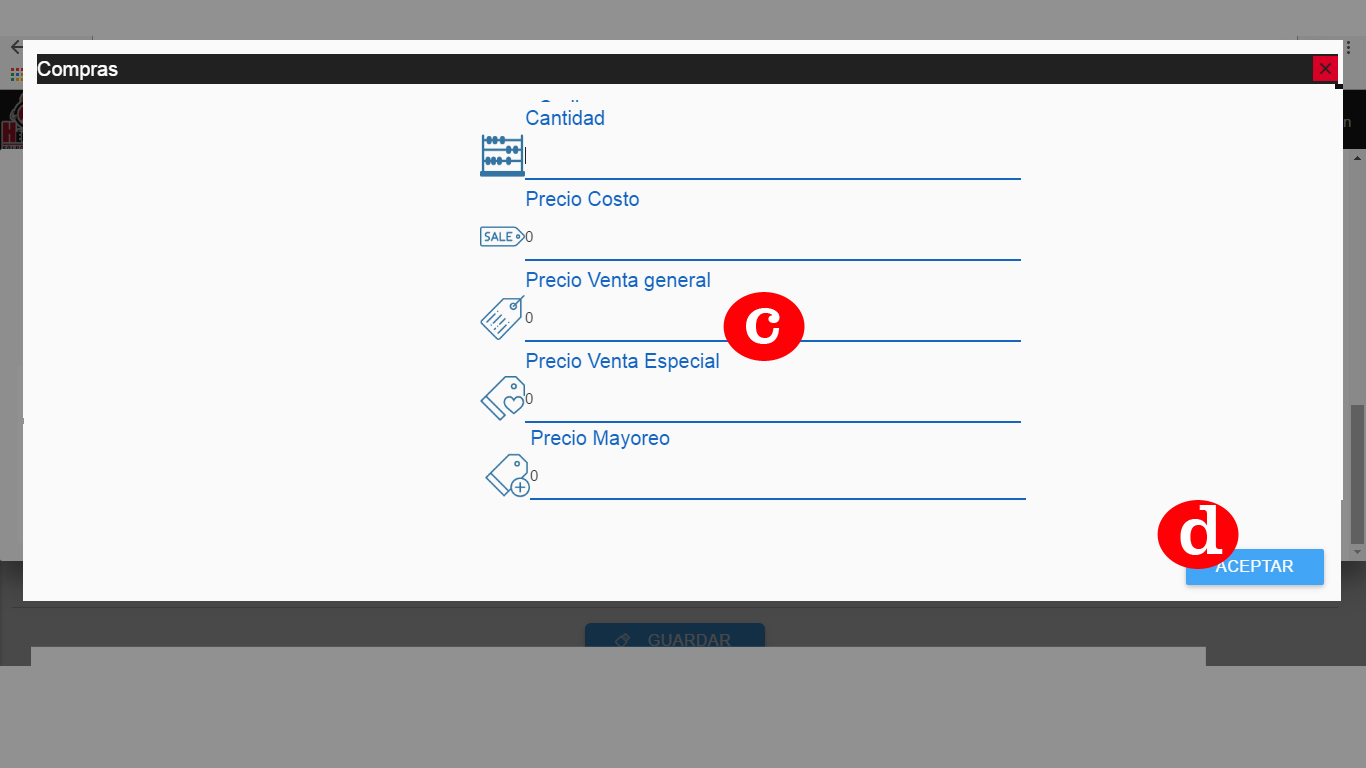 Compras
Cantidad
Precio Costo
SALE
0
Precio Venta general
0
c
Precio Venta Especial
0
Precio Mayoreo
0
d
ACEPTAR
GUARDAR